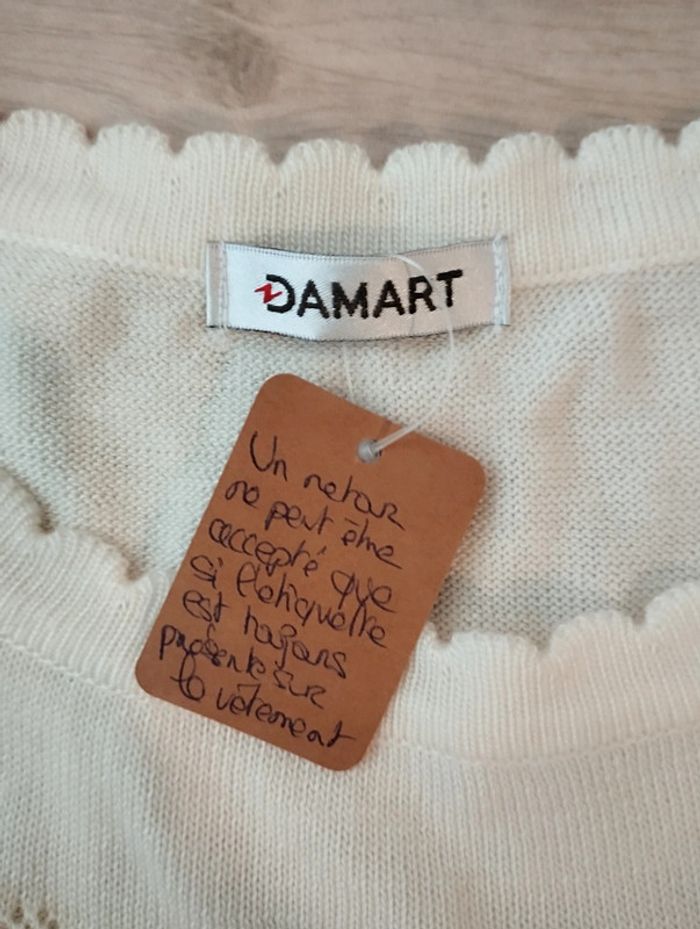 DAMART
Un retour
ne peut être
accepté que
si l'étiquette
est toujours
présente sur
le vêtement